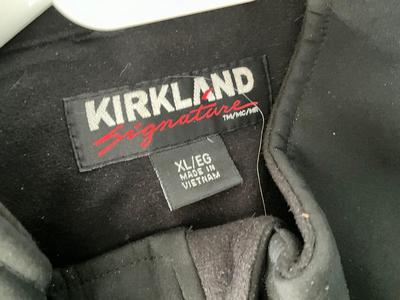 KIRKLAND
Signature
TM/MC/MR
XL/EG
MADE IN
VIETNAM